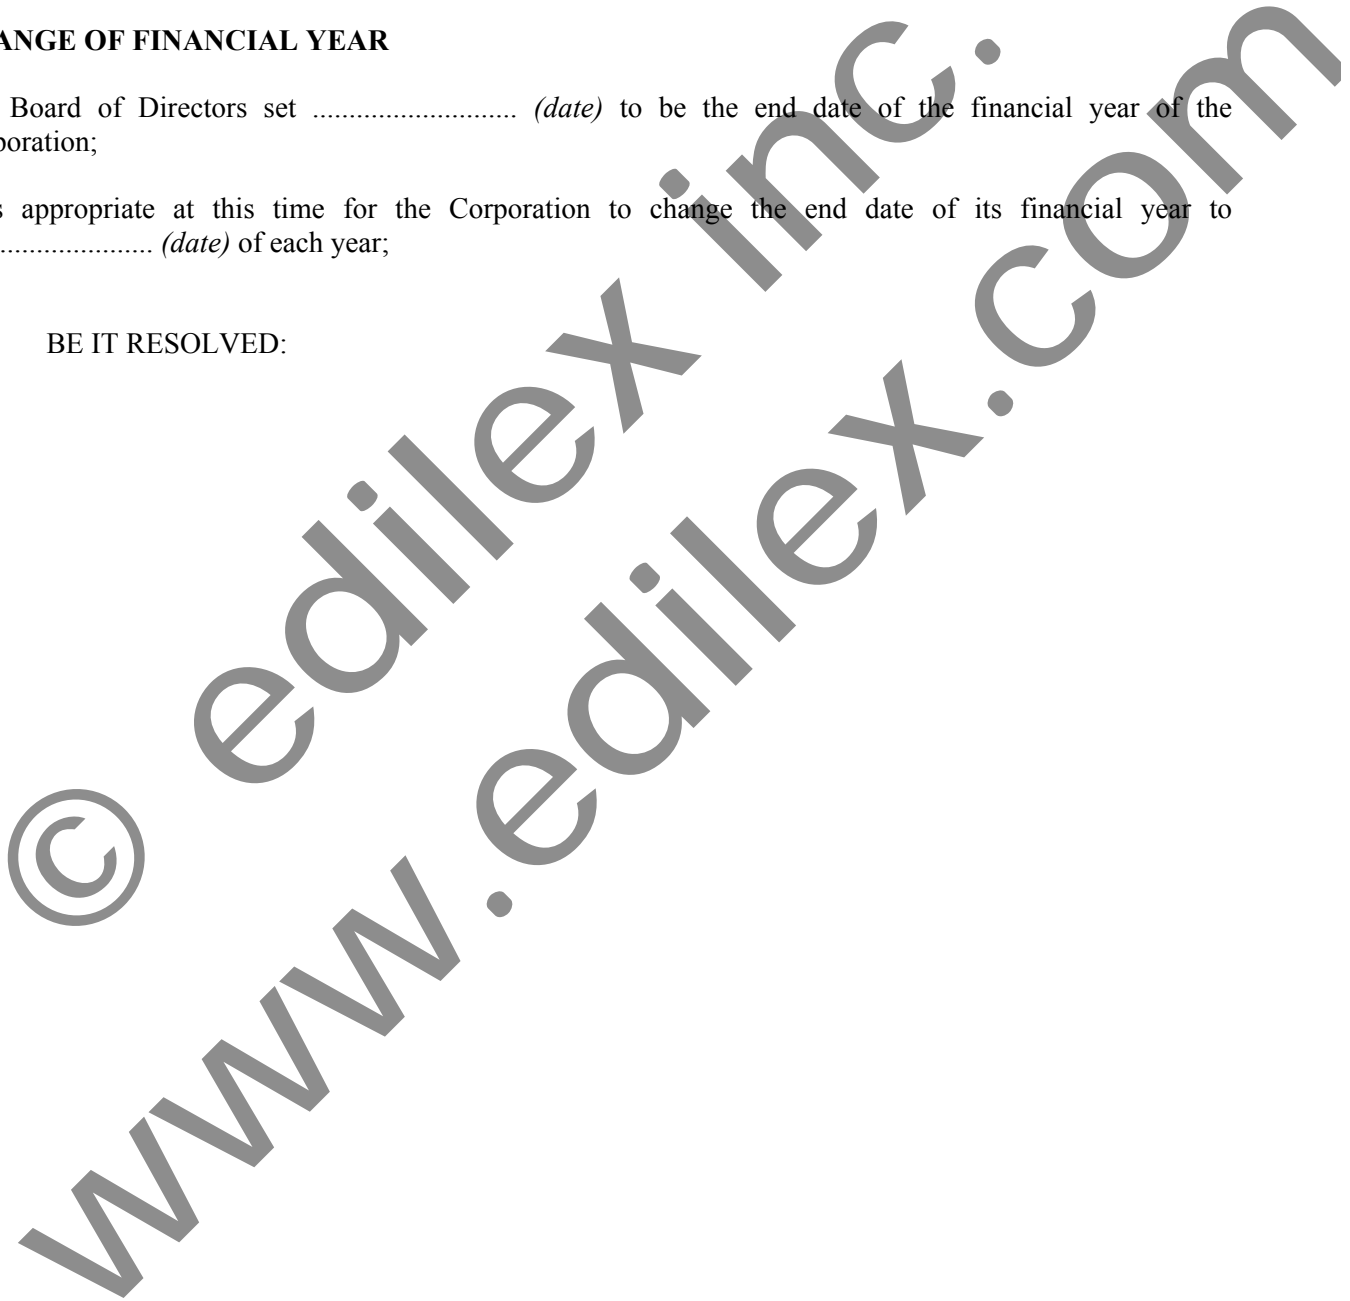 ANGE OF FINANCIAL YEAR
Board of Directors set ........................... (date) to be the end date of the financial year of the
poration;
s appropriate at this time for the Corporation to change the end date of its financial year to
..................... (date) of each year;
BE IT RESOLVED:
© edilex inc.
www.edilex.com